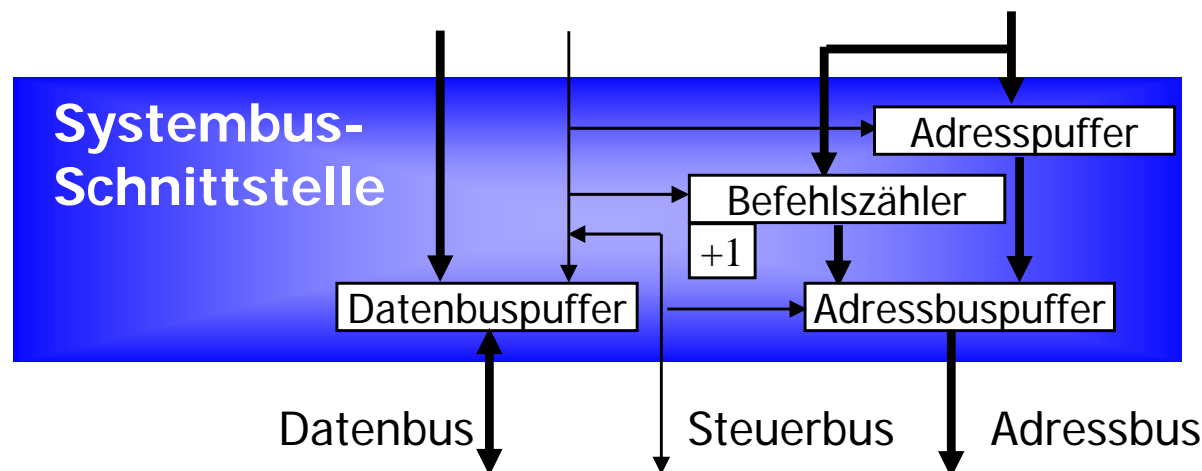 Systembus-
Schnittstelle
Adresspuffer
Befehlszähler
+1
Datenbuspuffer
Adressbuspuffer
Datenbus
Steuerbus
Adressbus